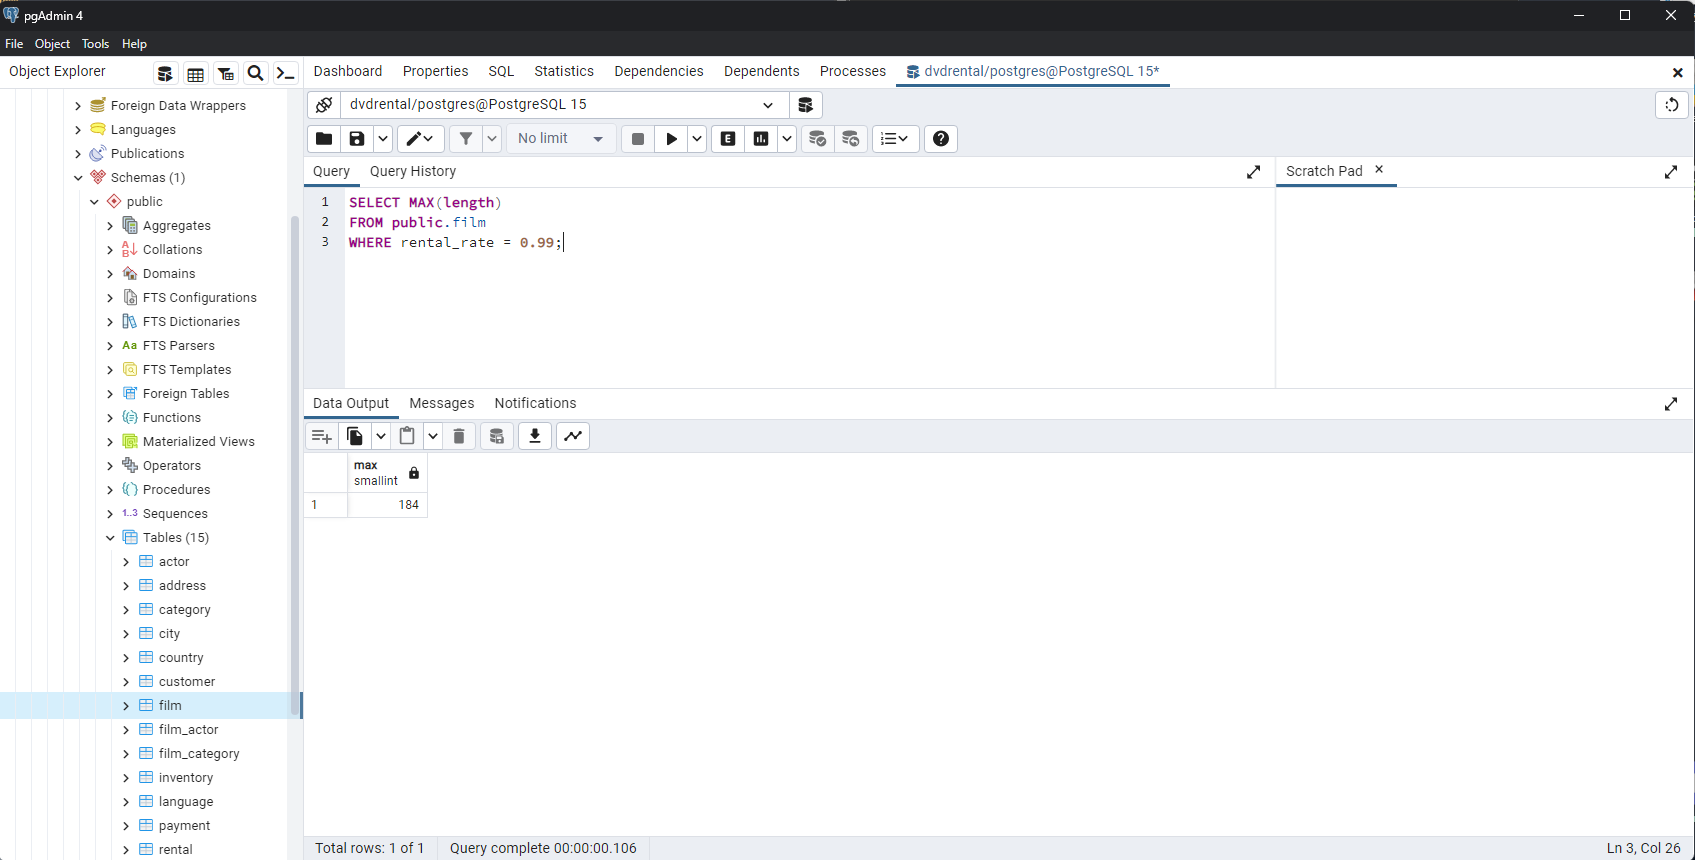 pgAdmin 4
File Object Tools Help
Object Explorer
Dashboard Properties SQL Statistics Dependencies Dependents Processes dvdrental/postgres@PostgreSQL 15*
Foreign Data Wrappers
Languages
Publications
Schemas (1)
public
Aggregates
Collations
Domains
FTS Configurations
FTS Dictionaries
Aa FTS Parsers
FTS Templates
Foreign Tables
Functions
Materialized Views
Operators
Procedures
1..3 Sequences
Tables (15)
actor
address
category
city
country
customer
film
film_actor
film_category
inventory
language
payment
rental
dvdrental/postgres@PostgreSQL 15
No limit
E
Query Query History
Scratch Pad
1 SELECT MAX(length)
2 FROM public.film
3 WHERE rental_rate = 0.99;
Data Output Messages Notifications
max
smallint
1 184
Total rows: 1 of 1 Query complete 00:00:00.106 Ln 3, Col 26